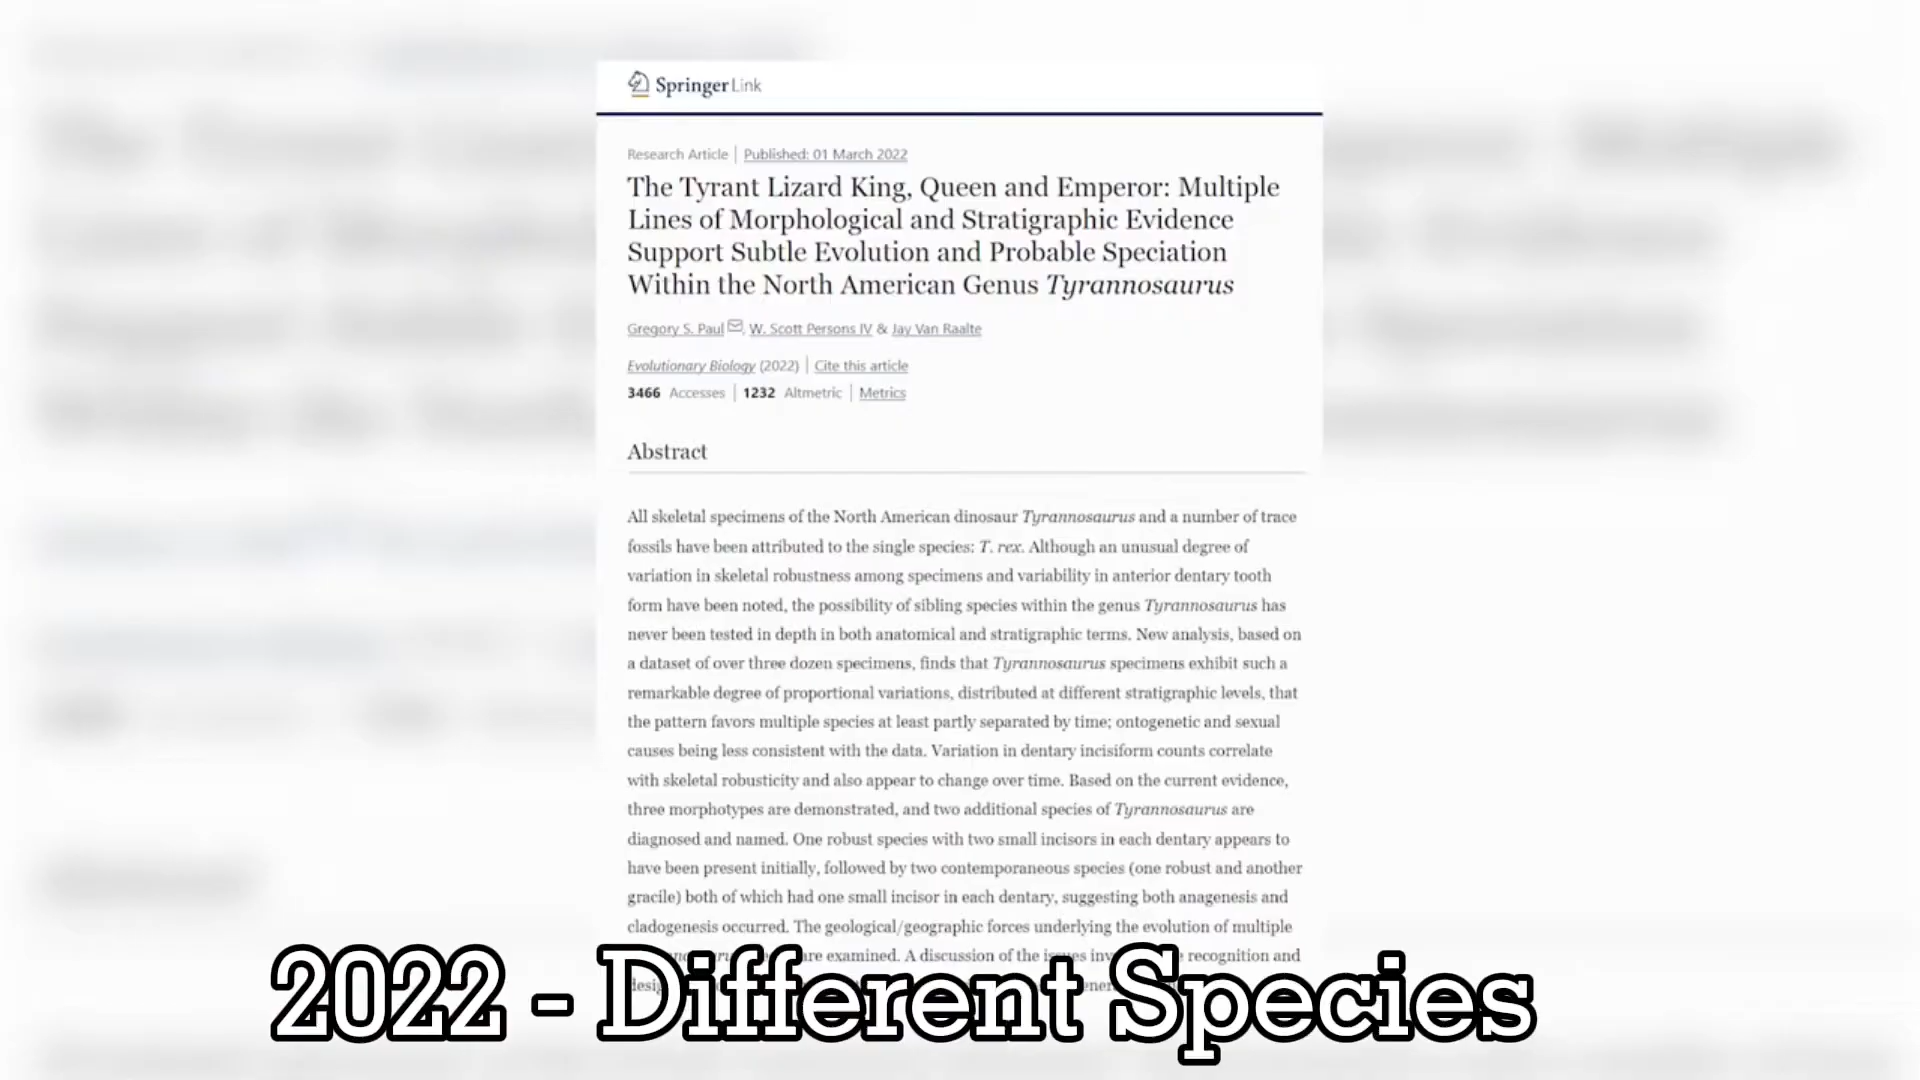 SpringerLink
Research Article | Published: 01 March 2022
The Tyrant Lizard King, Queen and Emperor: Multiple
Lines of Morphological and Stratigraphic Evidence
Support Subtle Evolution and Probable Speciation
Within the North American Genus Tyrannosaurus
Gregory S. Paul, W. Scott Persons IV & Jay Van Raalte
Evolutionary Biology (2022) | Cite this article
3466 Accesses | 1232 Altmetric | Metrics
Abstract
All skeletal specimens of the North American dinosaur Tyrannosaurus and a number of trace
fossils have been attributed to the single species: T. rex. Although an unusual degree of
variation in skeletal robustness among specimens and variability in anterior dentary tooth
form have been noted, the possibility of sibling species within the genus Tyrannosaurus has
never been tested in depth in both anatomical and stratigraphic terms. New analysis, based on
a dataset of over three dozen specimens, finds that Tyrannosaurus specimens exhibit such a
remarkable degree of proportional variations, distributed at different stratigraphic levels, that
the pattern favors multiple species at least partly separated by time; ontogenetic and sexual
causes being less consistent with the data. Variation in dentary incisiform counts correlate
with skeletal robusticity and also appear to change over time. Based on the current evidence,
three morphotypes are demonstrated, and two additional species of Tyrannosaurus are
diagnosed and named. One robust species with two small incisors in each dentary appears to
have been present initially, followed by two contemporaneous species (one robust and another
gracile) both of which had one small incisor in each dentary, suggesting both anagenesis and
cladogenesis occurred. The geological/geographic forces underlying the evolution of multiple
are examined. A discussion of the issues recognition and
2022 - Different Species